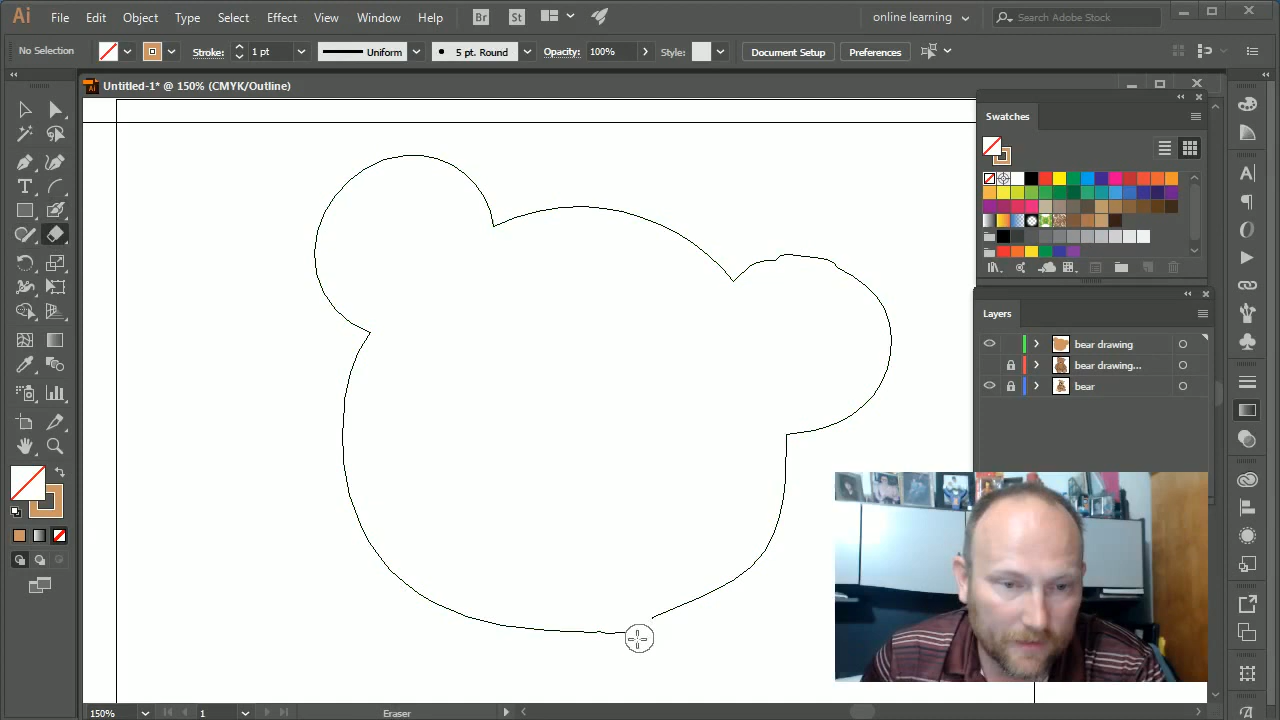 Ai File Edit Object Type Select Effect View Window Help Br St online learning Search Adobe Stock
No Selection Stroke: 1 pt Uniform 5 pt. Round Opacity: 100% Style: Document Setup Preferences
Untitled-1* @ 150% (CMYK/Outline)
Swatches
Layers
bear drawing
bear drawing...
bear
150% 1 Eraser